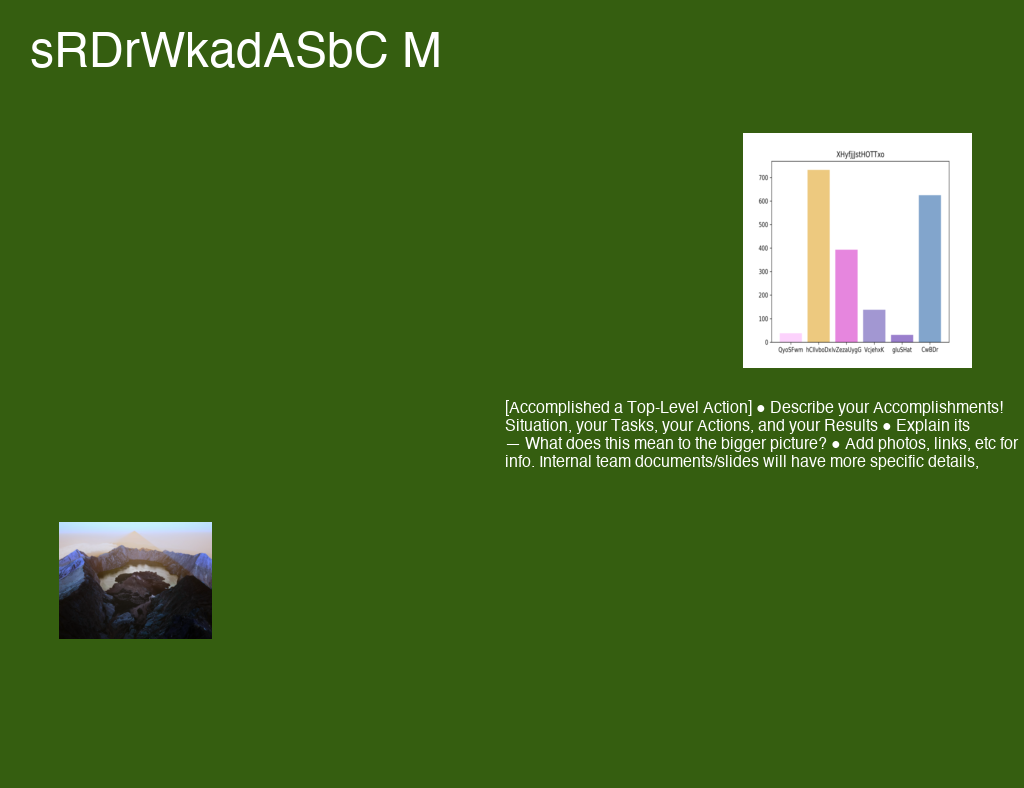 sRDrWkadASbC M
XHyfjJstHOTTxo
700
600
500
400
300
200
100
0
QyoSFwm hCIlvboDxIvZezaUygG VcjehxK gluSHat CwBDr
[Accomplished a Top-Level Action] ● Describe your Accomplishments!
Situation, your Tasks, your Actions, and your Results ● Explain its
— What does this mean to the bigger picture? ● Add photos, links, etc for
info. Internal team documents/slides will have more specific details,